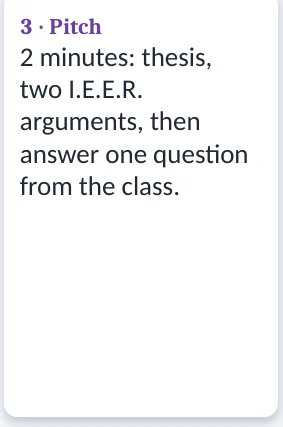 3 · Pitch
2 minutes: thesis,
two I.E.E.R.
arguments, then
answer one question
from the class.